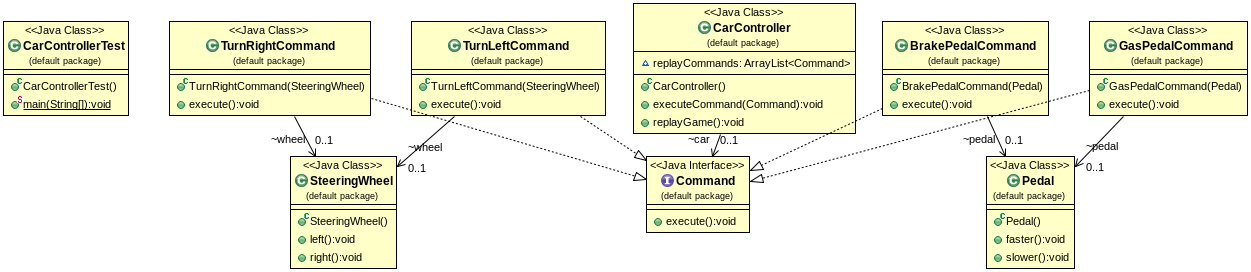 <<Java Class>>
CarControllerTest
(default package)
CarControllerTest()
main(String[]):void
<<Java Class>>
TurnRightCommand
(default package)
TurnRightCommand(SteeringWheel)
execute():void
<<Java Class>>
TurnLeftCommand
(default package)
TurnLeftCommand(SteeringWheel)
execute():void
<<Java Class>>
CarController
(default package)
replayCommands: ArrayList<Command>
CarController()
executeCommand(Command):void
replayGame():void
<<Java Class>>
BrakePedalCommand
(default package)
BrakePedalCommand(Pedal)
execute():void
<<Java Class>>
GasPedalCommand
(default package)
GasPedalCommand(Pedal)
execute():void
~wheel
0..1
~wheel
0..1
~car
0..1
~pedal
0..1
~pedal
0..1
<<Java Class>>
SteeringWheel
(default package)
SteeringWheel()
left():void
right():void
<<Java Interface>>
Command
(default package)
execute():void
<<Java Class>>
Pedal
(default package)
Pedal()
faster():void
slower():void